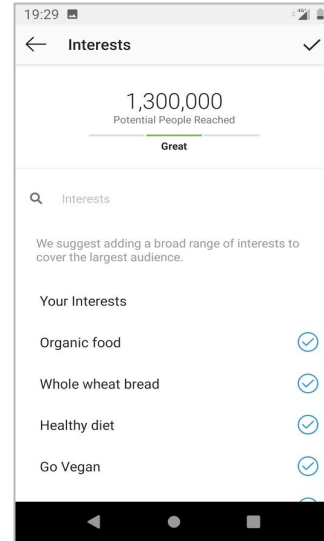 19:29
Interests
1,300,000
Potential People Reached
Great
Interests
We suggest adding a broad range of interests to
cover the largest audience.
Your Interests
Organic food
Whole wheat bread
Healthy diet
Go Vegan